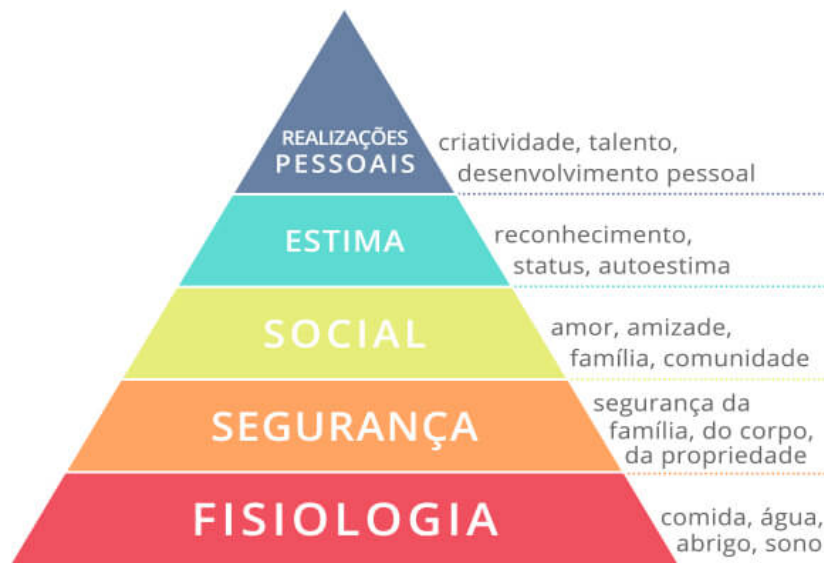 REALIZAÇÕES
PESSOAIS
criatividade, talento,
desenvolvimento pessoal
ESTIMA
reconhecimento,
status, autoestima
SOCIAL
amor, amizade,
família, comunidade
SEGURANÇA
segurança da
família, do corpo,
da propriedade
FISIOLOGIA
comida, água,
abrigo, sono